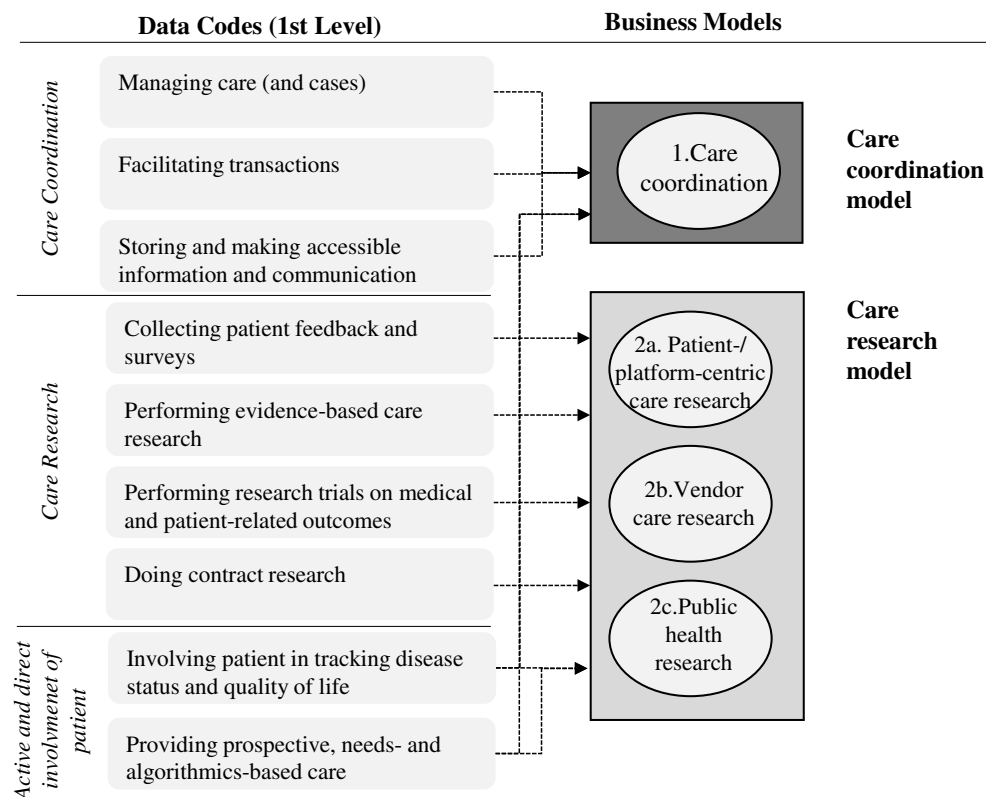 Data Codes (1st Level)
Business Models
Care Coordination
Managing care (and cases)
Facilitating transactions
Storing and making accessible
information and communication
1.Care
coordination
Care
coordination
model
Care Research
Collecting patient feedback and
surveys
Performing evidence-based care
research
Performing research trials on medical
and patient-related outcomes
Doing contract research
2a. Patient-/
platform-centric
care research
2b.Vendor
care research
2c.Public
health
research
Care
research
model
Active and direct
involvmenet of
patient
Involving patient in tracking disease
status and quality of life
Providing prospective, needs- and
algorithmics-based care